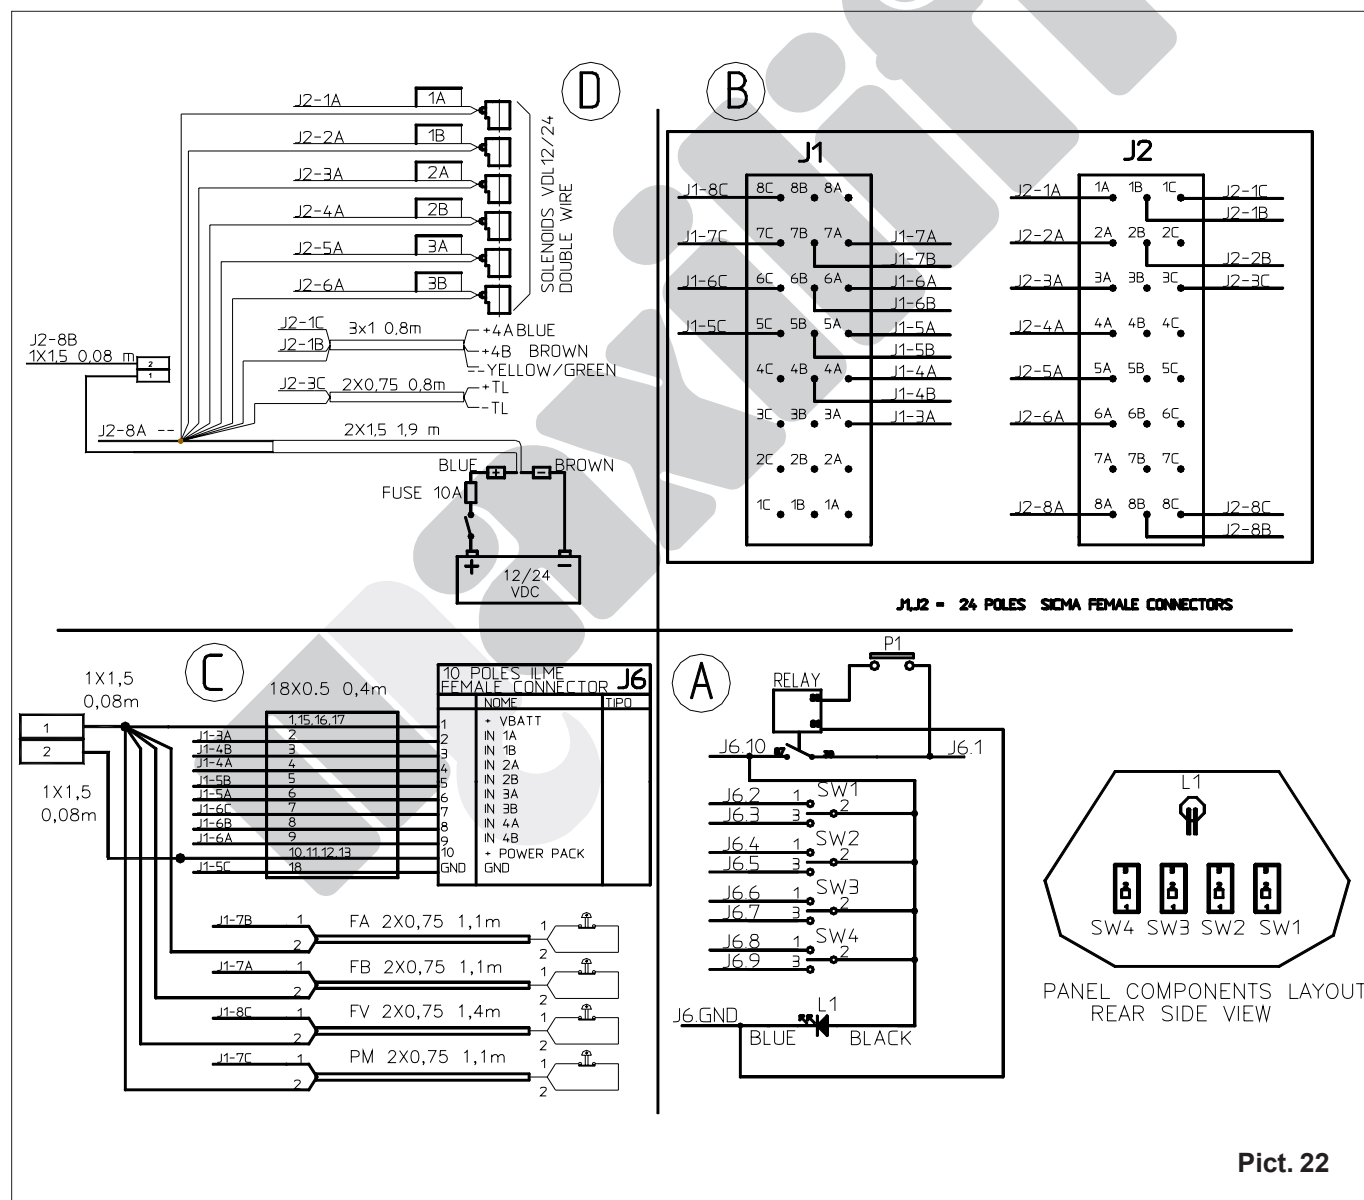 D
J2-1A 1A
J2-2A 1B
J2-3A 2A
J2-4A 2B
J2-5A 3A
J2-6A 3B
SOLENOIDS VDL12/24
DOUBLE WIRE
J2-1C 3x1 0,8m +4A BLUE
J2-1B +4B BROWN
- YELLOW/GREEN
J2-3C 2X0,75 0,8m +TL
-TL
J2-8B
1X1,5 0,08 m
2
1
J2-8A --
2X1,5 1,9 m
BLUE + - BROWN
FUSE 10A
+ -
12/24
VDC
B
J1
J1-8C 8C 8B 8A
J1-7C 7C 7B 7A J1-7A
J1-7B
J1-6C 6C 6B 6A J1-6A
J1-6B
J1-5C 5C 5B 5A J1-5A
J1-5B
4C 4B 4A J1-4A
J1-4B
3C 3B 3A J1-3A
2C 2B 2A
1C 1B 1A
J2
J2-1A 1A 1B 1C J2-1C
J2-1B
J2-2A 2A 2B 2C
J2-2B
J2-3A 3A 3B 3C J2-3C
J2-4A 4A 4B 4C
J2-5A 5A 5B 5C
J2-6A 6A 6B 6C
7A 7B 7C
J2-8A 8A 8B 8C J2-8C
J2-8B
J1,J2 = 24 POLES SICMA FEMALE CONNECTORS
C
1X1,5
0,08m
1
2
1X1,5
0,08m
18X0.5 0,4m
10 POLES ILME
FEMALE CONNECTOR J6
NOME TIPO
1,15,16,17 1 + VBATT
J1-3A 2 2 IN 1A
J1-4B 3 3 IN 1B
J1-4A 4 4 IN 2A
J1-5B 5 5 IN 2B
J1-5A 6 6 IN 3A
J1-6C 7 7 IN 3B
J1-6B 8 8 IN 4A
J1-6A 9 9 IN 4B
10,11,12,13 10 + POWER PACK
J1-5C 18 GND GND
J1-7B 1 FA 2X0,75 1,1m 1
2 2
J1-7A 1 FB 2X0,75 1,1m 1
2 2
J1-8C 1 FV 2X0,75 1,4m 1
2 2
J1-7C 1 PM 2X0,75 1,1m 1
2 2
A
P1
RELAY
J6.10 87 30 J6.1
J6.2 1 SW1
J6.3 3 2
J6.4 1 SW2
J6.5 3 2
J6.6 1 SW3
J6.7 3 2
J6.8 1 SW4
J6.9 3 2
J6.GND L1
BLUE BLACK
L1
1 1 1 1
SW4 SW3 SW2 SW1
PANEL COMPONENTS LAYOUT
REAR SIDE VIEW
Pict. 22